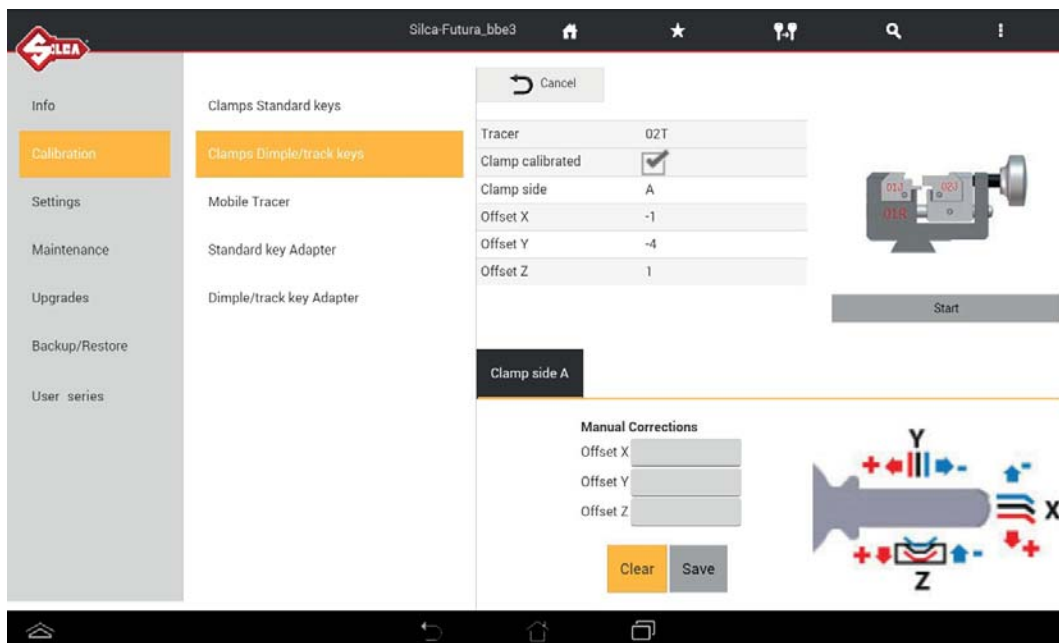 Silca-Futura_bbe3
SILCA
Info
Calibration
Settings
Maintenance
Upgrades
Backup/Restore
User series
Clamps Standard keys
Clamps Dimple/track keys
Mobile Tracer
Standard key Adapter
Dimple/track key Adapter
Cancel
Tracer 02T
Clamp calibrated
Clamp side A
Offset X -1
Offset Y -4
Offset Z 1
01J 02J
01R
Start
Clamp side A
Manual Corrections
Offset X
Offset Y
Offset Z
Clear Save
Y
+ -
-
X
+
+ -
Z